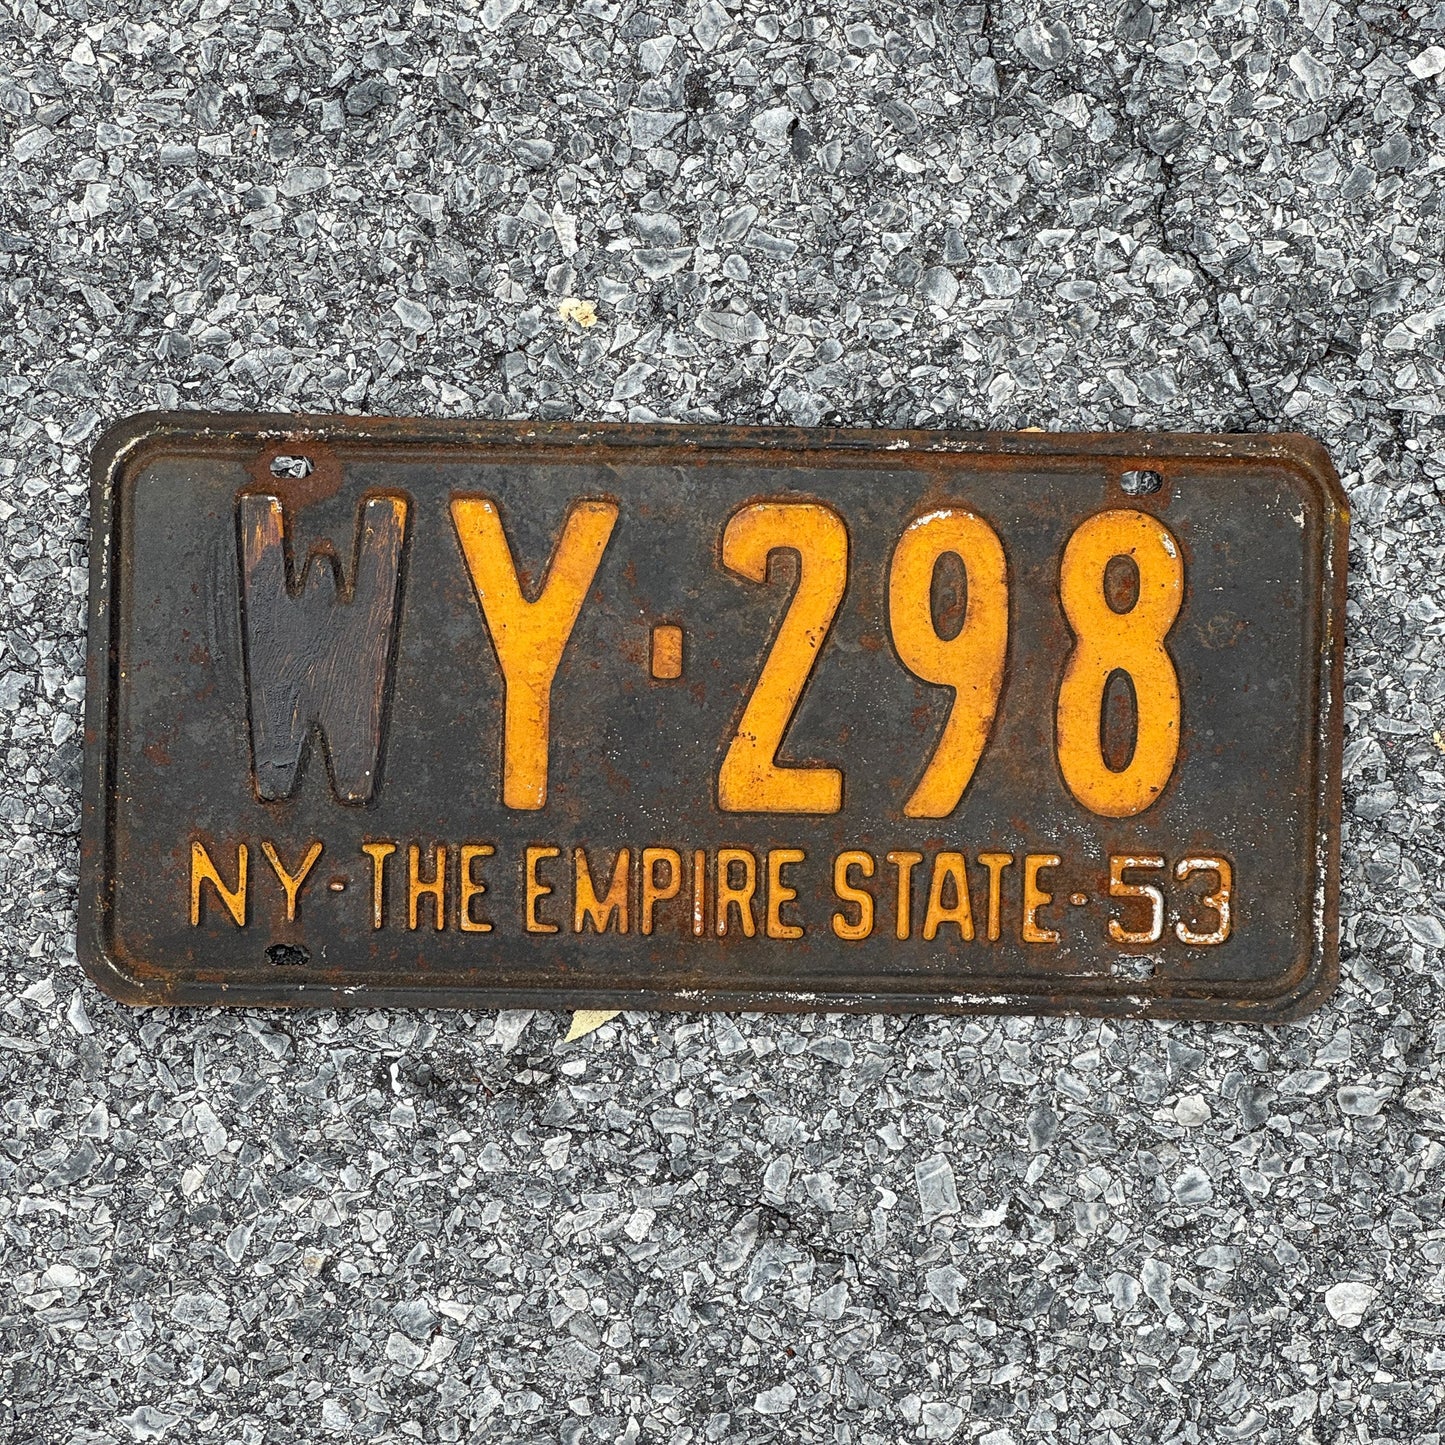 WY-298
NY-THE EMPIRE STATE-53